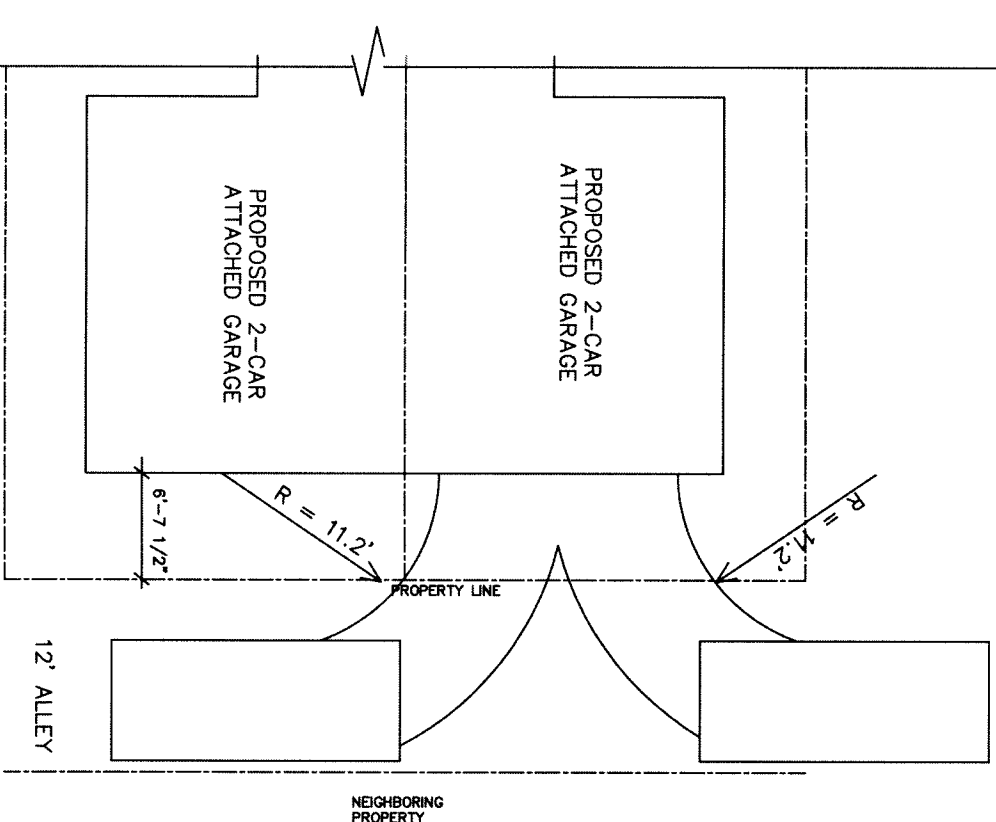 PROPOSED 2-CAR
ATTACHED GARAGE
PROPOSED 2-CAR
ATTACHED GARAGE
6'-7 1/2"
R = 11.2'
R = 11.2'
PROPERTY LINE
12' ALLEY
NEIGHBORING
PROPERTY